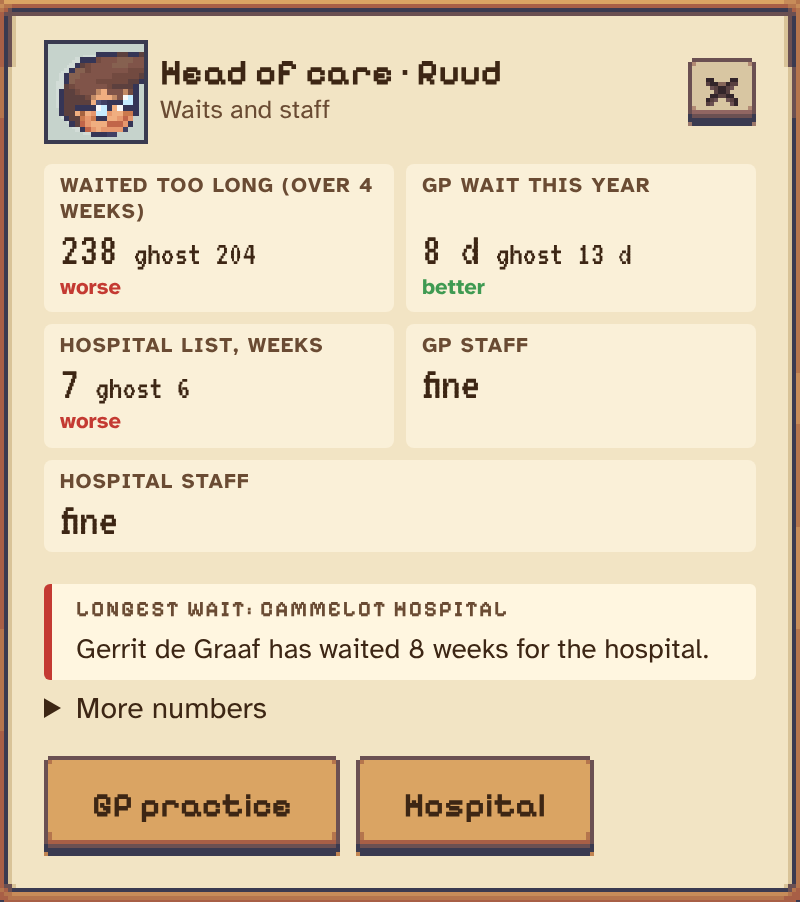 Head of care · Ruud
Waits and staff
WAITED TOO LONG (OVER 4
WEEKS)
238 ghost 204
worse
GP WAIT THIS YEAR
8 d ghost 13 d
better
HOSPITAL LIST, WEEKS
7 ghost 6
worse
GP STAFF
fine
HOSPITAL STAFF
fine
LONGEST WAIT: CAMMELOT HOSPITAL
Gerrit de Graaf has waited 8 weeks for the hospital.
More numbers
GP practice
Hospital